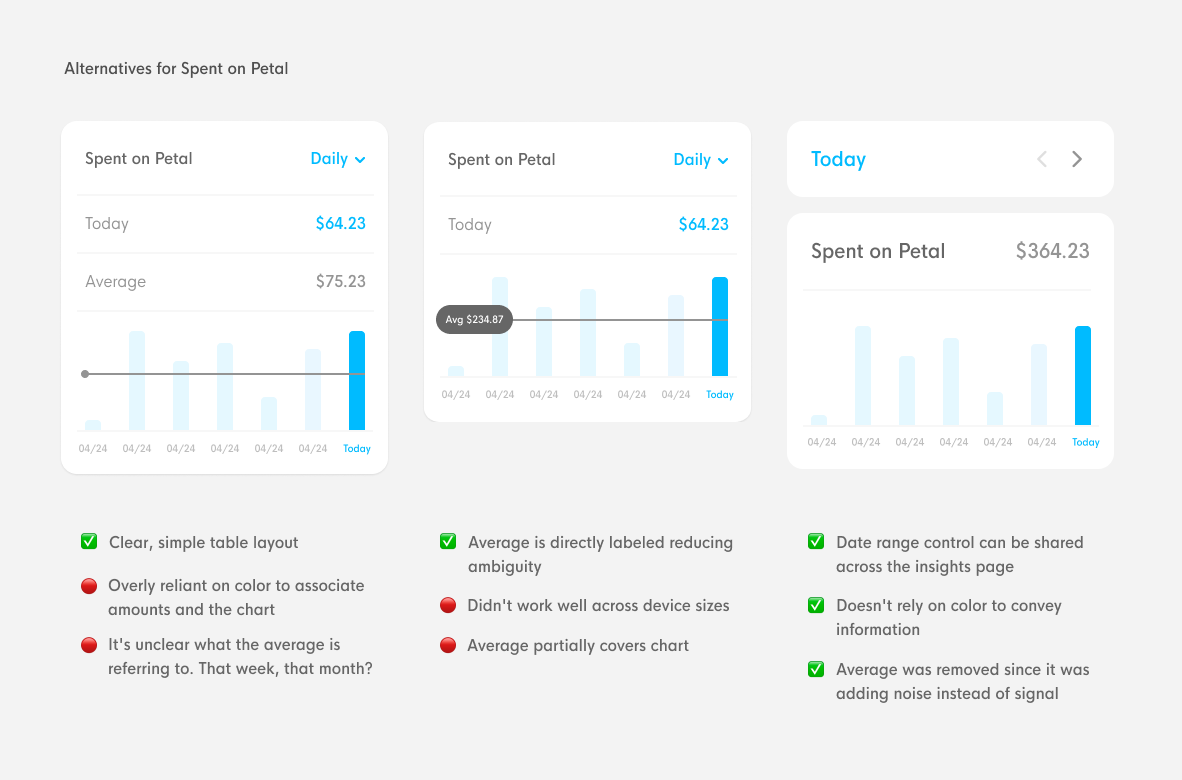 Alternatives for Spent on Petal
Spent on Petal
Daily
Today
$64.23
Average
$75.23
04/24 04/24 04/24 04/24 04/24 04/24 Today
Clear, simple table layout
Overly reliant on color to associate
amounts and the chart
It's unclear what the average is
referring to. That week, that month?
Spent on Petal
Daily
Today
$64.23
Avg $234.87
04/24 04/24 04/24 04/24 04/24 04/24 Today
Average is directly labeled reducing
ambiguity
Didn't work well across device sizes
Average partially covers chart
Today
Spent on Petal
$364.23
04/24 04/24 04/24 04/24 04/24 04/24 Today
Date range control can be shared
across the insights page
Doesn't rely on color to convey
information
Average was removed since it was
adding noise instead of signal